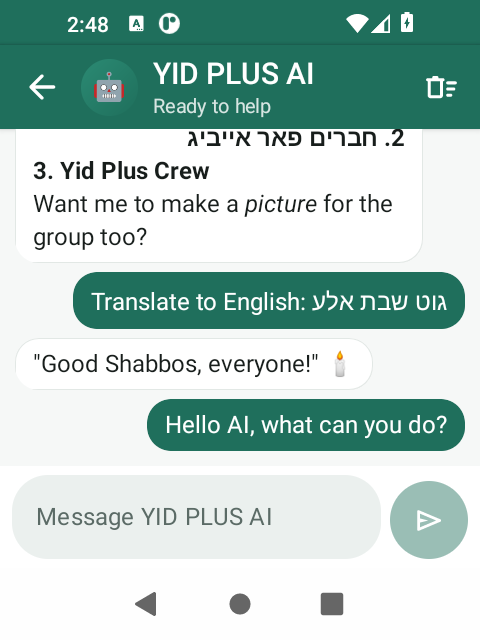 2:48
YID PLUS AI
Ready to help
2. חברים פאר אייביג
3. Yid Plus Crew
Want me to make a picture for the
group too?
Translate to English: גוט שבת אלע
"Good Shabbos, everyone!" 🕯️
Hello AI, what can you do?
Message YID PLUS AI